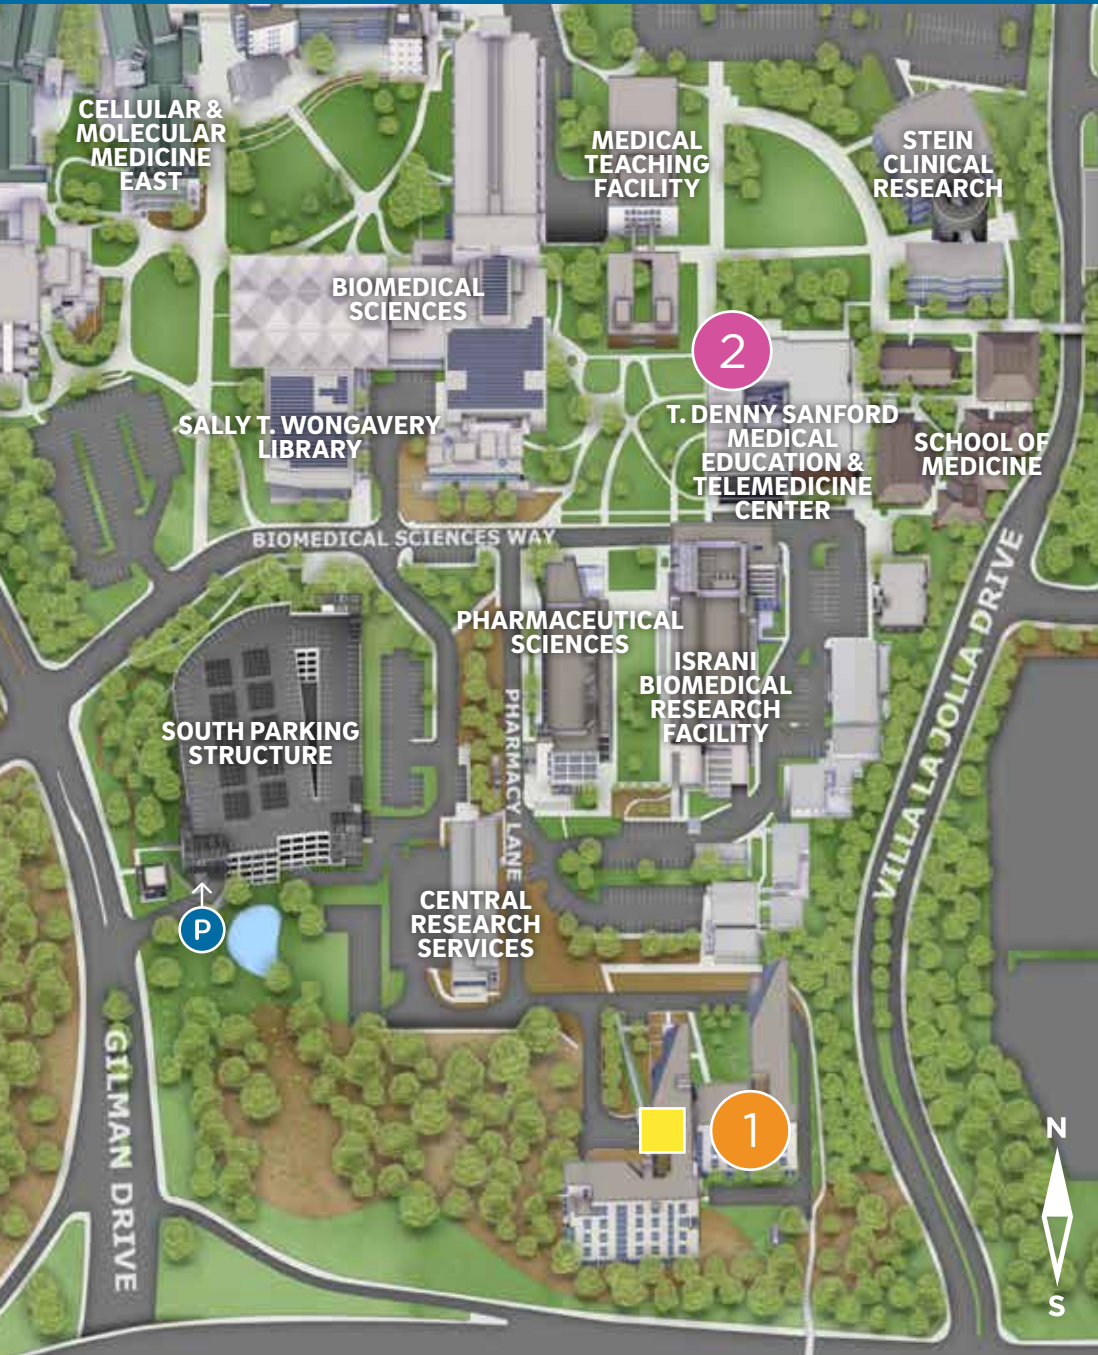 CELLULAR &
MOLECULAR
MEDICINE
EAST
MEDICAL
TEACHING
FACILITY
STEIN
CLINICAL
RESEARCH
BIOMEDICAL
SCIENCES
2
SALLY T. WONGAVERY
LIBRARY
T. DENNY SANFORD
MEDICAL
EDUCATION &
TELEMEDICINE
CENTER
SCHOOL OF
MEDICINE
BIOMEDICAL SCIENCES WAY
PHARMACEUTICAL
SCIENCES
ISRANI
BIOMEDICAL
RESEARCH
FACILITY
SOUTH PARKING
STRUCTURE
PHARMACY LANE
VILLA LA JOLLA DRIVE
CENTRAL
RESEARCH
SERVICES
P
GILMAN DRIVE
1
N
S